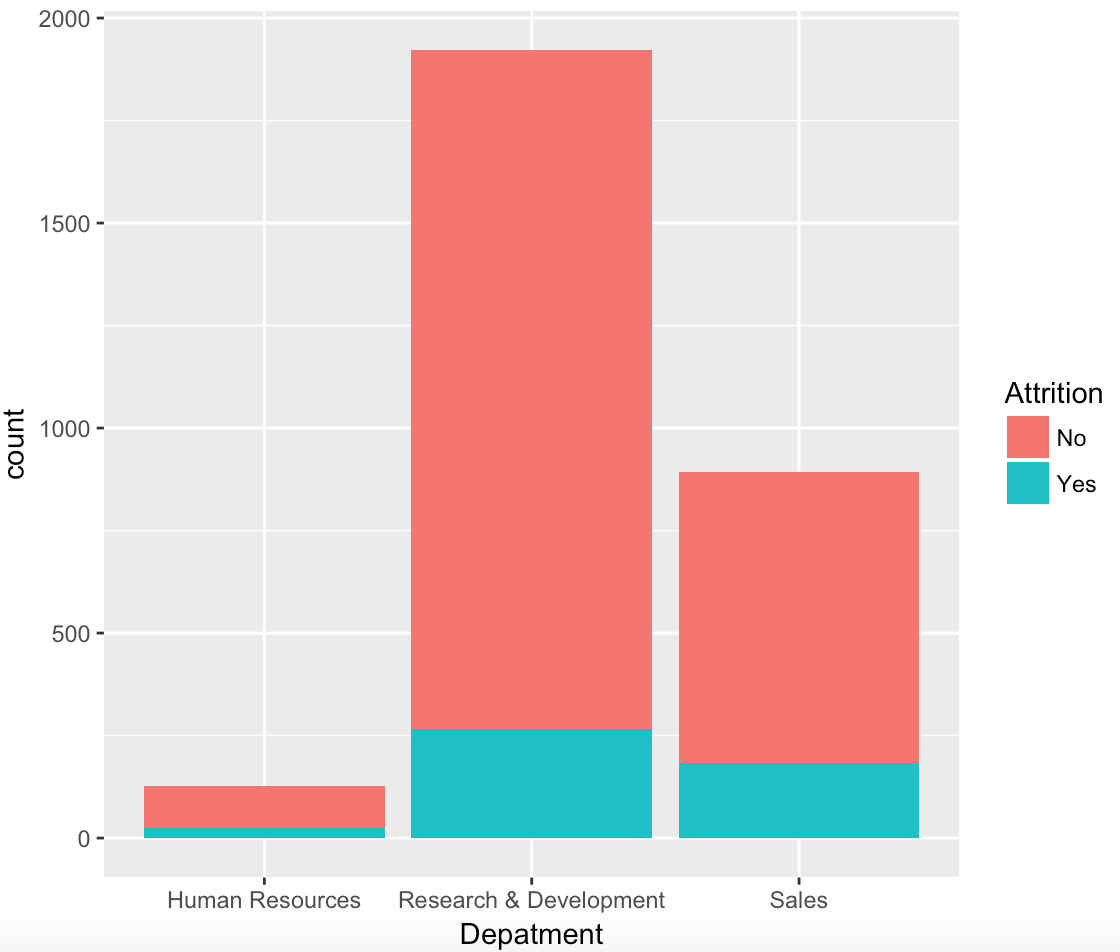 2000
1500
1000
500
0
count
Human Resources
Research & Development
Sales
Depatment
Attrition
No
Yes